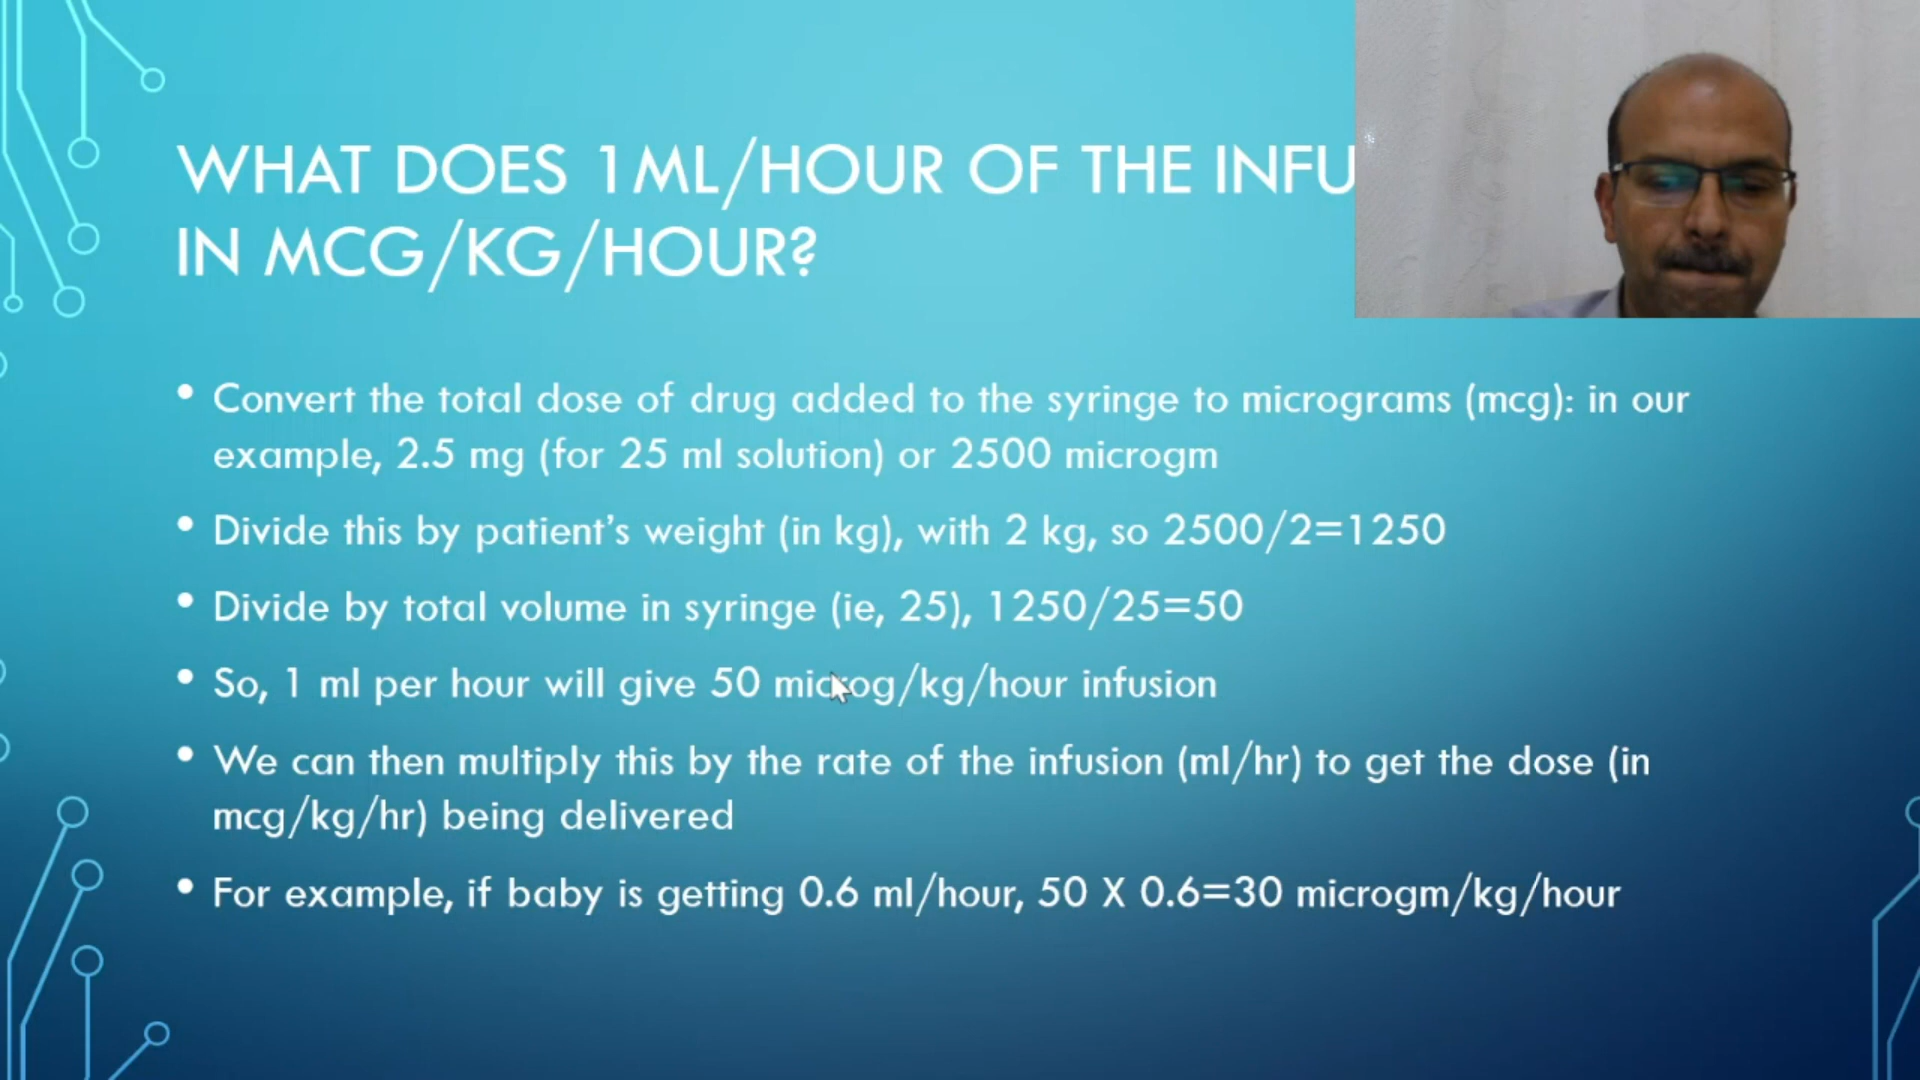 WHAT DOES 1ML/HOUR OF THE INFU
IN MCG/KG/HOUR?
• Convert the total dose of drug added to the syringe to micrograms (mcg): in our
example, 2.5 mg (for 25 ml solution) or 2500 microgm
• Divide this by patient's weight (in kg), with 2 kg, so 2500/2=1250
• Divide by total volume in syringe (ie, 25), 1250/25=50
• So, 1 ml per hour will give 50 microg/kg/hour infusion
• We can then multiply this by the rate of the infusion (ml/hr) to get the dose (in
mcg/kg/hr) being delivered
• For example, if baby is getting 0.6 ml/hour, 50 X 0.6=30 microgm/kg/hour